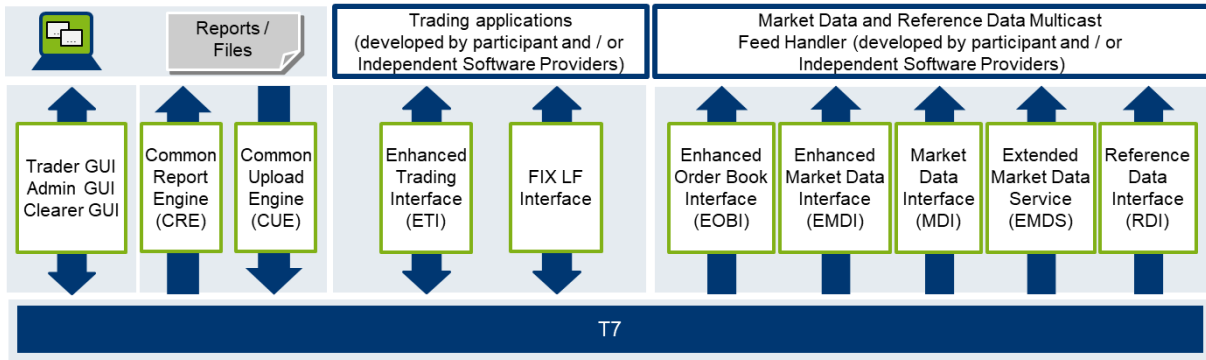 Reports /
Files
Trading applications
(developed by participant and / or
Independent Software Providers)
Market Data and Reference Data Multicast
Feed Handler (developed by participant and / or
Independent Software Providers)
Trader GUI
Admin GUI
Clearer GUI
Common
Report
Engine
(CRE)
Common
Upload
Engine
(CUE)
Enhanced
Trading
Interface
(ETI)
FIX LF
Interface
Enhanced
Order Book
Interface
(EOBI)
Enhanced
Market Data
Interface
(EMDI)
Market
Data
Interface
(MDI)
Extended
Market Data
Service
(EMDS)
Reference
Data
Interface
(RDI)
T7